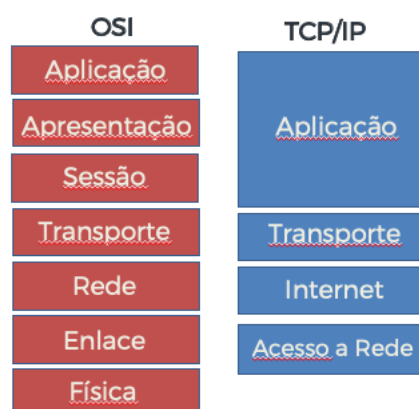 OSI
Aplicação
Apresentação
Sessão
Transporte
Rede
Enlace
Física
TCP/IP
Aplicação
Transporte
Internet
Acesso a Rede